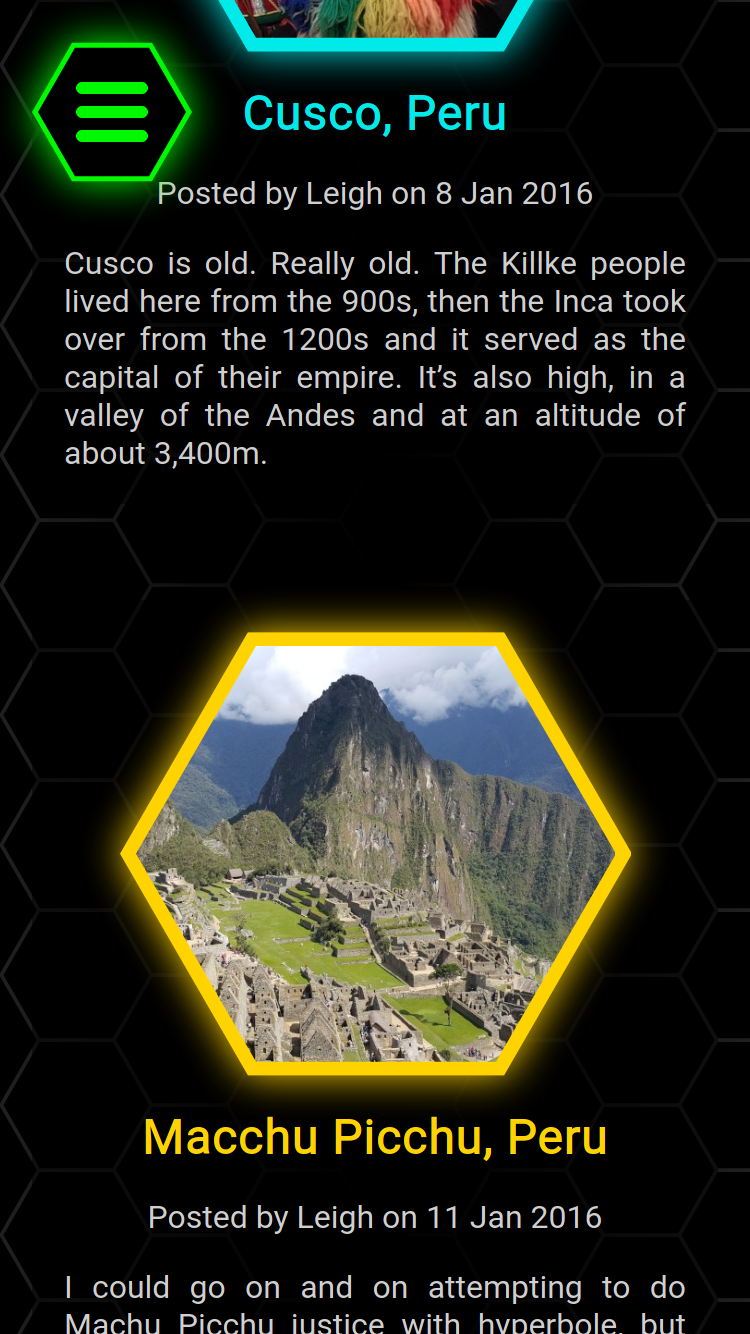 Cusco, Peru
Posted by Leigh on 8 Jan 2016
Cusco is old. Really old. The Killke people
lived here from the 900s, then the Inca took
over from the 1200s and it served as the
capital of their empire. It’s also high, in a
valley of the Andes and at an altitude of
about 3,400m.
Macchu Picchu, Peru
Posted by Leigh on 11 Jan 2016
I could go on and on attempting to do
Machu Picchu justice with hyperbole, but